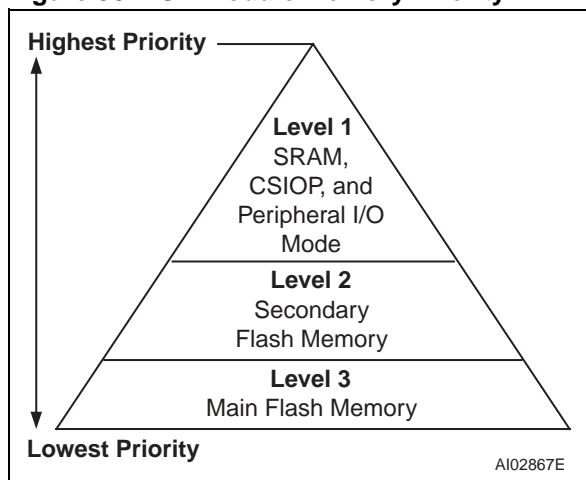 Highest Priority
Level 1
SRAM,
CSIOP, and
Peripheral I/O
Mode
Level 2
Secondary
Flash Memory
Level 3
Main Flash Memory
Lowest Priority
AI02867E